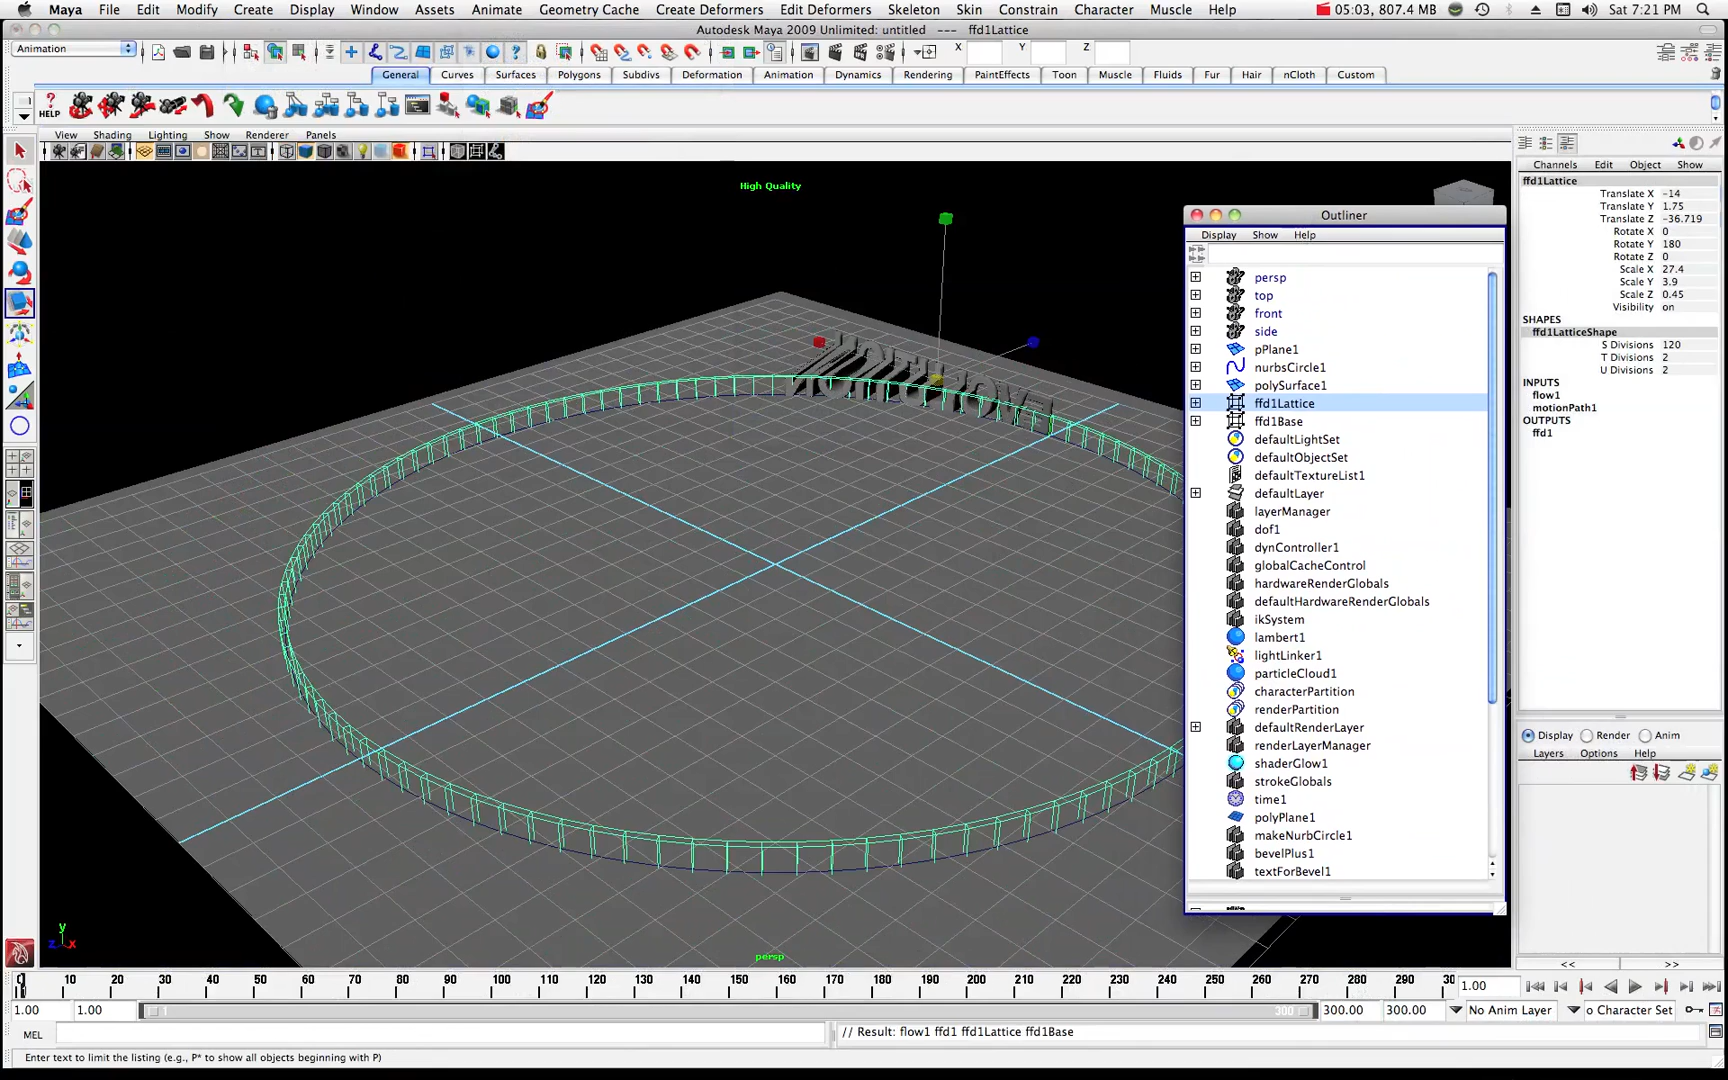 Maya File Edit Modify Create Display Window Assets Animate Geometry Cache Create Deformers Edit Deformers Skeleton Skin Constrain Character Muscle Help 05:03, 807.4 MB Sat 7:21 PM
Autodesk Maya 2009 Unlimited: untitled --- ffd1Lattice
Animation X Y Z
General Curves Surfaces Polygons Subdivs Deformation Animation Dynamics Rendering PaintEffects Toon Muscle Fluids Fur Hair nCloth Custom
HELP
View Shading Lighting Show Renderer Panels
High Quality
Outliner
Display Show Help
persp
top
front
side
pPlane1
nurbsCircle1
polySurface1
ffd1Lattice
ffd1Base
defaultLightSet
defaultObjectSet
defaultTextureList1
defaultLayer
layerManager
dof1
dynController1
globalCacheControl
hardwareRenderGlobals
defaultHardwareRenderGlobals
ikSystem
lambert1
lightLinker1
particleCloud1
characterPartition
renderPartition
defaultRenderLayer
renderLayerManager
shaderGlow1
strokeGlobals
time1
polyPlane1
makeNurbCircle1
bevelPlus1
textForBevel1
Channels Edit Object Show
ffd1Lattice
Translate X -14
Translate Y 1.75
Translate Z -36.719
Rotate X 0
Rotate Y 180
Rotate Z 0
Scale X 27.4
Scale Y 3.9
Scale Z 0.45
Visibility on
SHAPES
ffd1LatticeShape
S Divisions 120
T Divisions 2
U Divisions 2
INPUTS
flow1
motionPath1
OUTPUTS
ffd1
Display Render Anim
Layers Options Help
<< >>
y
z x
persp
10 20 30 40 50 60 70 80 90 100 110 120 130 140 150 160 170 180 190 200 210 220 230 240 250 260 270 280 290 30 1.00
1.00 1.00 1 300 300.00 300.00 No Anim Layer o Character Set
MEL // Result: flow1 ffd1 ffd1Lattice ffd1Base
Enter text to limit the listing (e.g., P* to show all objects beginning with P)